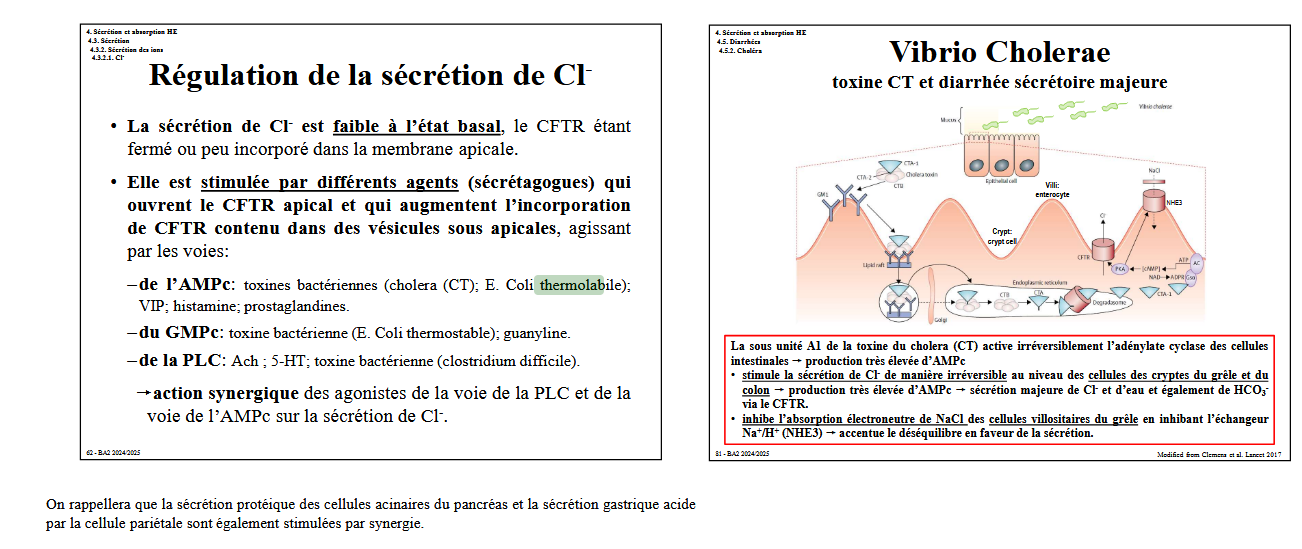 4. Sécrétion et absorption HE
4.3. Sécrétion
4.3.2. Sécrétion des ions
4.3.2.1. Cl⁻
Régulation de la sécrétion de Cl⁻
• La sécrétion de Cl⁻ est faible à l’état basal, le CFTR étant
fermé ou peu incorporé dans la membrane apicale.
• Elle est stimulée par différents agents (sécrétagogues) qui
ouvrent le CFTR apical et qui augmentent l’incorporation
de CFTR contenu dans des vésicules sous apicales, agissant
par les voies:
–de l’AMPc: toxines bactériennes (cholera (CT); E. Coli thermolabile);
VIP; histamine; prostaglandines.
–du GMPc: toxine bactérienne (E. Coli thermostable); guanyline.
–de la PLC: Ach ; 5-HT; toxine bactérienne (clostridium difficile).
→action synergique des agonistes de la voie de la PLC et de la
voie de l’AMPc sur la sécrétion de Cl⁻.
62 - BA2 2024/2025
4. Sécrétion et absorption HE
4.5. Diarrhées
4.5.2. Choléra
Vibrio Cholerae
toxine CT et diarrhée sécrétoire majeure
Vibrio cholerae
Mucus
Epithelial cell
CTA-1
CTA-2
Cholera toxin
CTB
GM1
Villi:
enterocyte
NaCl
NHE3
Cl⁻
Crypt:
crypt cell
CFTR
Lipid raft
PKA
[cAMP]
ATP
AC
NAD
ADPR
Gsα
Endoplasmic reticulum
CTB
CTA
CTA-1
Degradasome
Golgi
La sous unité A1 de la toxine du cholera (CT) active irréversiblement l’adénylate cyclase des cellules
intestinales → production très élevée d’AMPc
• stimule la sécrétion de Cl⁻ de manière irréversible au niveau des cellules des cryptes du grêle et du
colon → production très élevée d’AMPc → sécrétion majeure de Cl⁻ et d’eau et également de HCO₃⁻
via le CFTR.
• inhibe l’absorption électroneutre de NaCl des cellules villositaires du grêle en inhibant l’échangeur
Na⁺/H⁺ (NHE3) → accentue le déséquilibre en faveur de la sécrétion.
81 - BA2 2024/2025
Modified from Clemens et al. Lancet 2017
On rappellera que la sécrétion protéique des cellules acinaires du pancréas et la sécrétion gastrique acide
par la cellule pariétale sont également stimulées par synergie.